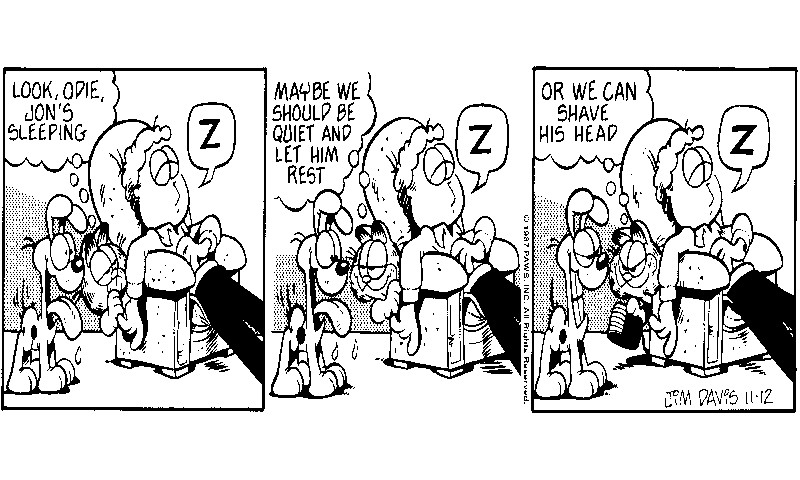 LOOK, ODIE,
JON'S
SLEEPING
Z
MAYBE WE
SHOULD BE
QUIET AND
LET HIM
REST
Z
© 1987 PAWS, INC. All Rights Reserved.
OR WE CAN
SHAVE
HIS HEAD
Z
JIM DAVIS 11·12